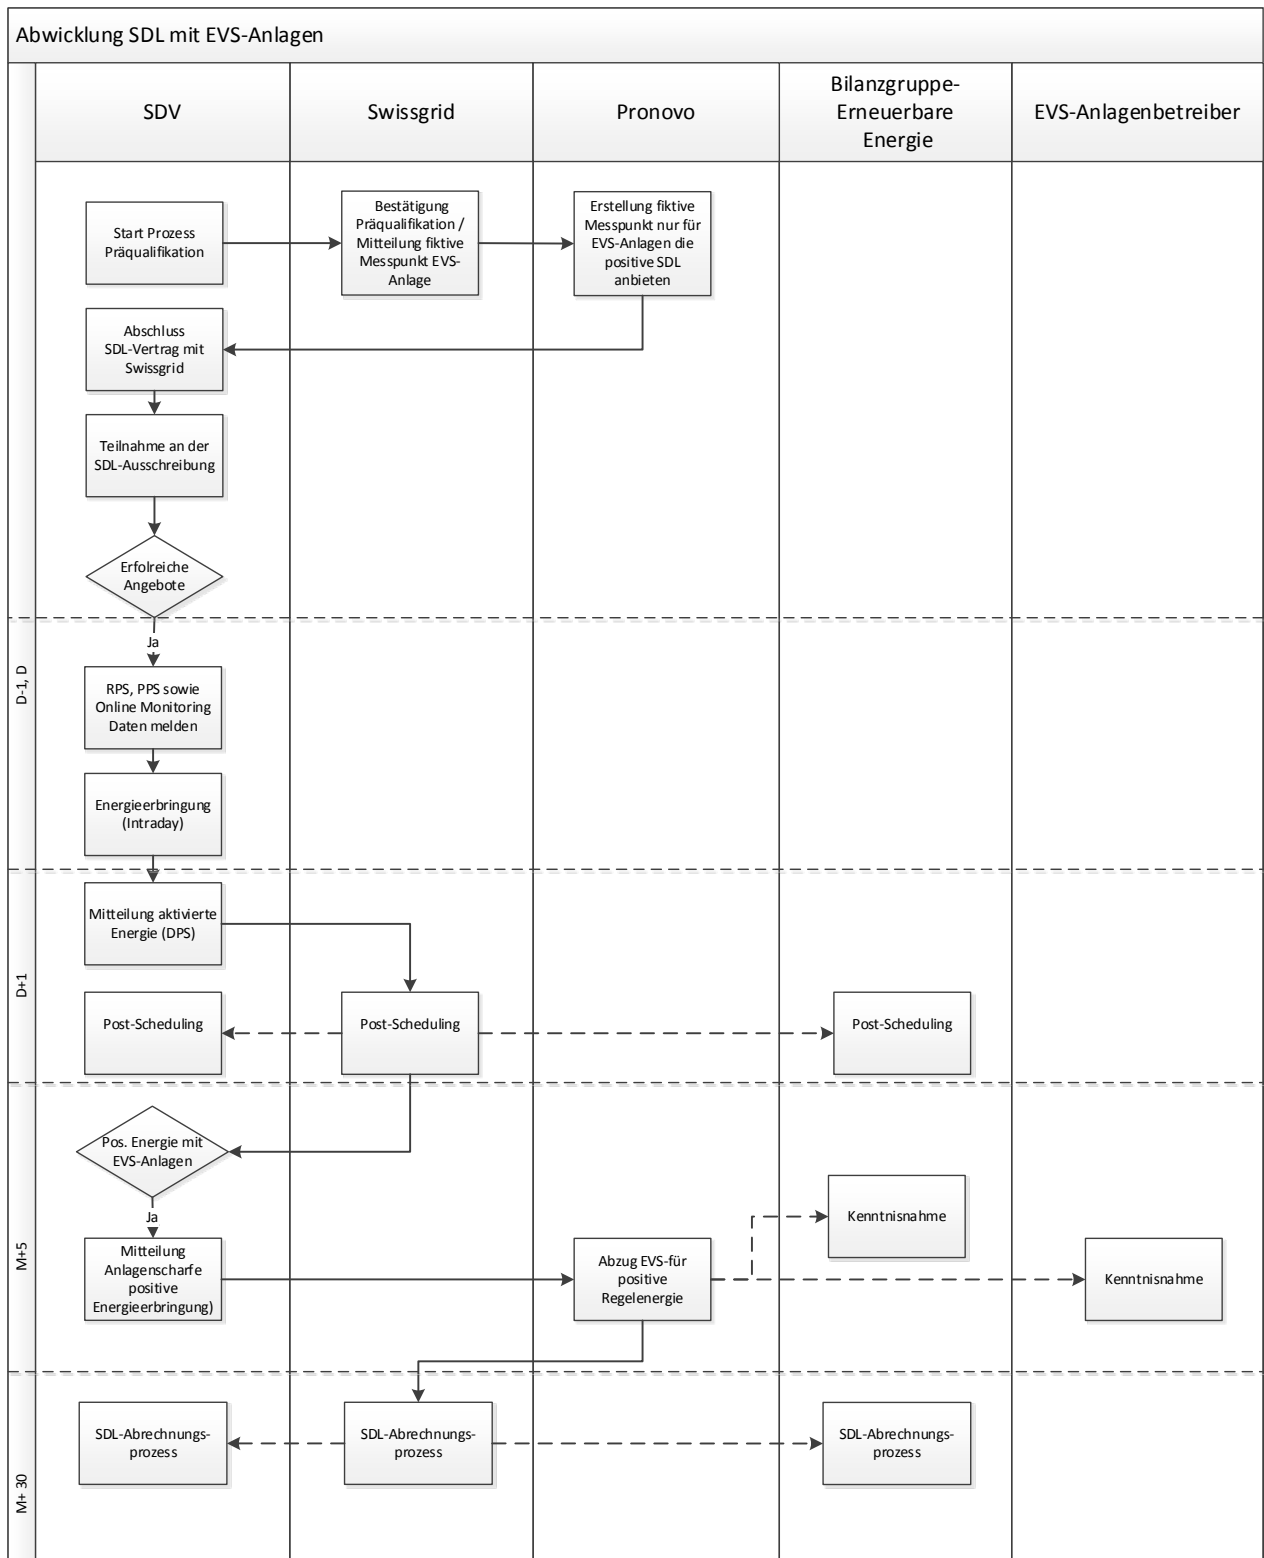 Abwicklung SDL mit EVS-Anlagen
SDV
Swissgrid
Pronovo
Bilanzgruppe-
Erneuerbare
Energie
EVS-Anlagenbetreiber
Start Prozess
Präqualifikation
Bestätigung
Präqualifikation /
Mitteilung fiktive
Messpunkt EVS-
Anlage
Erstellung fiktive
Messpunkt nur für
EVS-Anlagen die
positive SDL
anbieten
Abschluss
SDL-Vertrag mit
Swissgrid
Teilnahme an der
SDL-Ausschreibung
Erfolreiche
Angebote
D-1, D
Ja
RPS, PPS sowie
Online Monitoring
Daten melden
Energieerbringung
(Intraday)
D+1
Mitteilung aktivierte
Energie (DPS)
Post-Scheduling
Post-Scheduling
Post-Scheduling
M+5
Pos. Energie mit
EVS-Anlagen
Ja
Mitteilung
Anlagenscharfe
positive
Energieerbringung)
Abzug EVS-für
positive
Regelenergie
Kenntnisnahme
Kenntnisnahme
M+ 30
SDL-Abrechnungs-
prozess
SDL-Abrechnungs-
prozess
SDL-Abrechnungs-
prozess